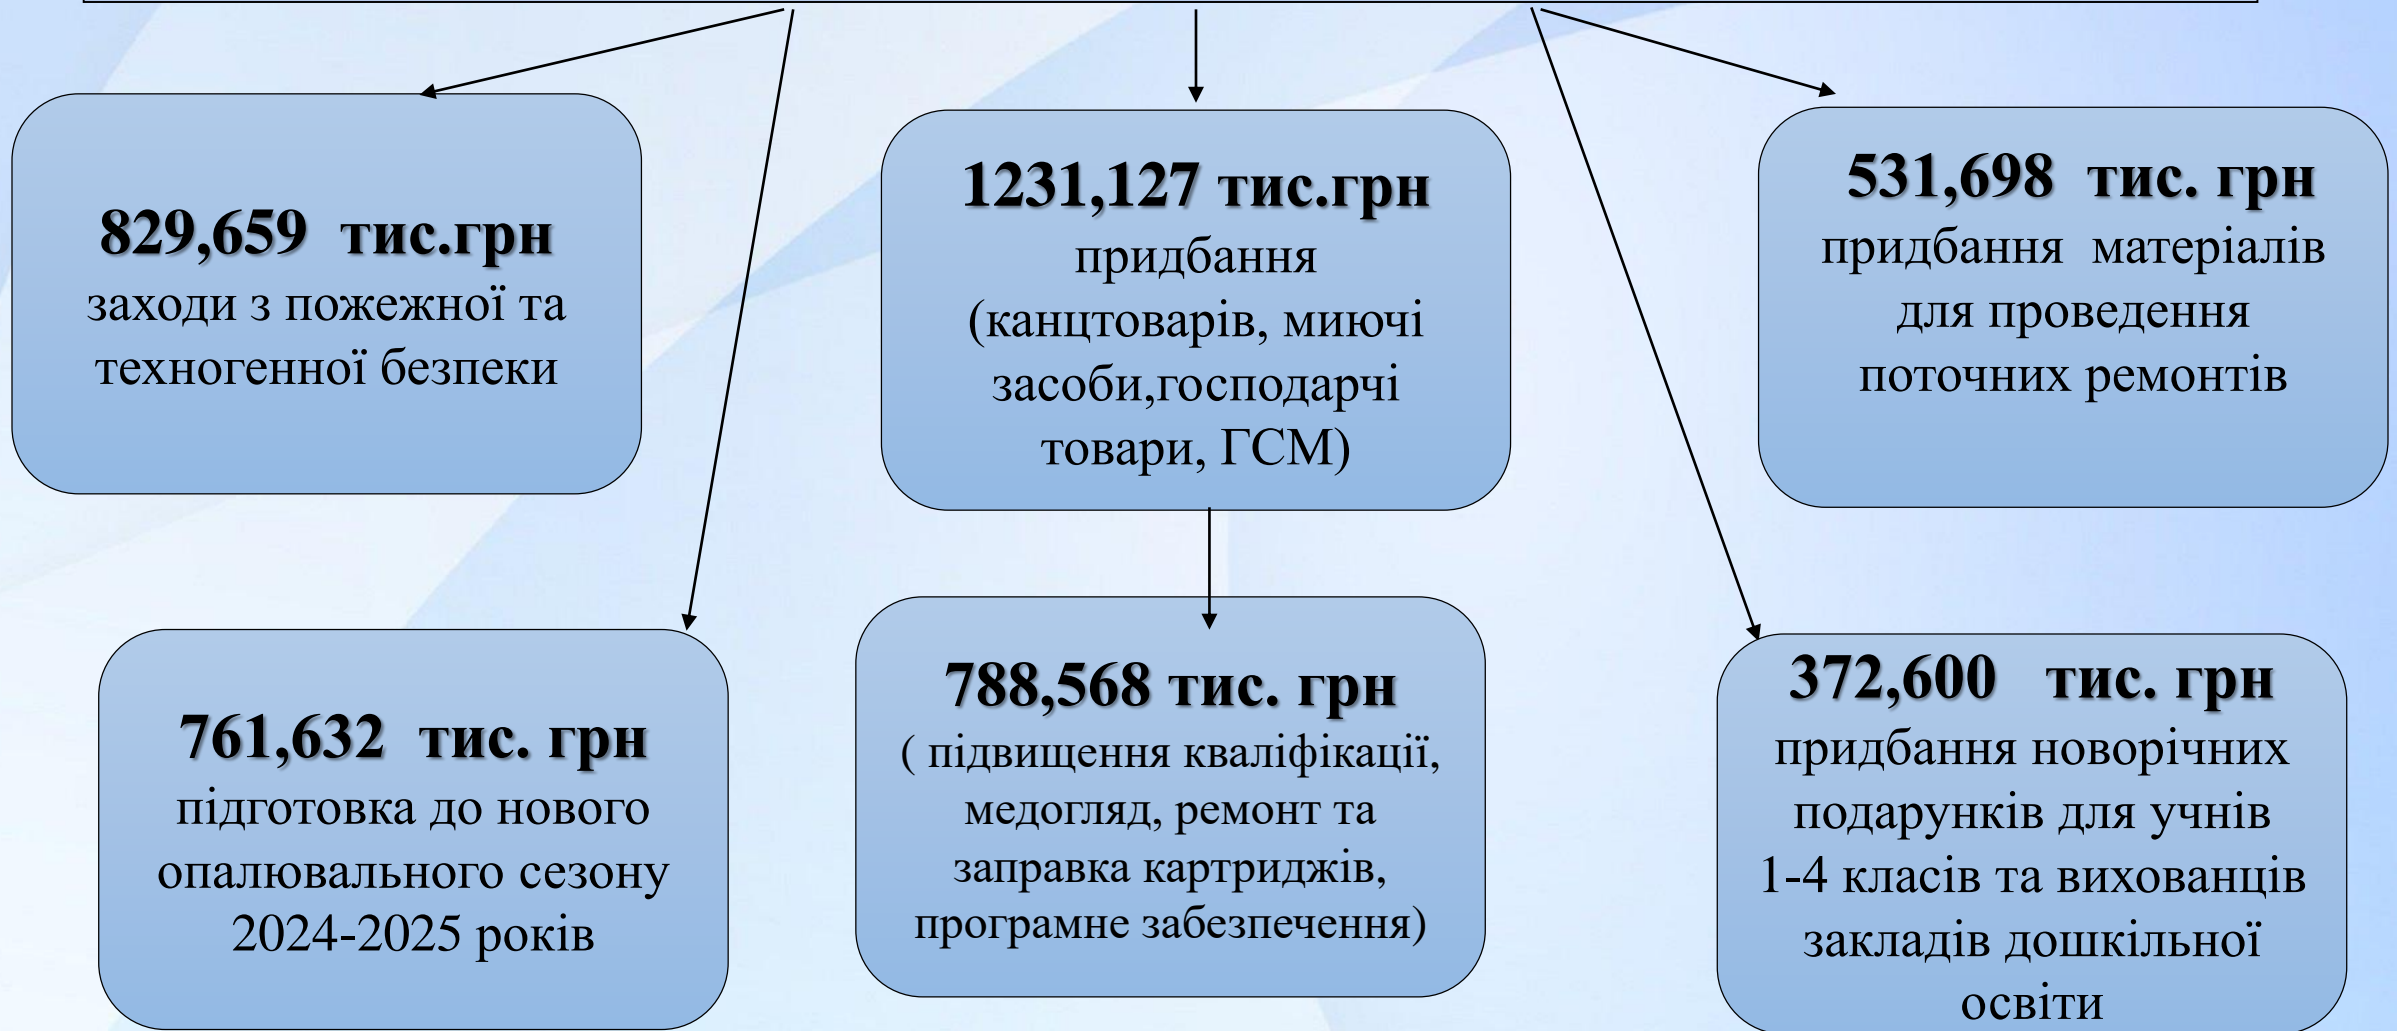 829,659 тис.грн
заходи з пожежної та
техногенної безпеки
1231,127 тис.грн
придбання
(канцтоварів, миючі
засоби,господарчі
товари, ГСМ)
531,698 тис. грн
придбання матеріалів
для проведення
поточних ремонтів
761,632 тис. грн
підготовка до нового
опалювального сезону
2024-2025 років
788,568 тис. грн
( підвищення кваліфікації,
медогляд, ремонт та
заправка картриджів,
програмне забезпечення)
372,600 тис. грн
придбання новорічних
подарунків для учнів
1-4 класів та вихованців
закладів дошкільної
освіти